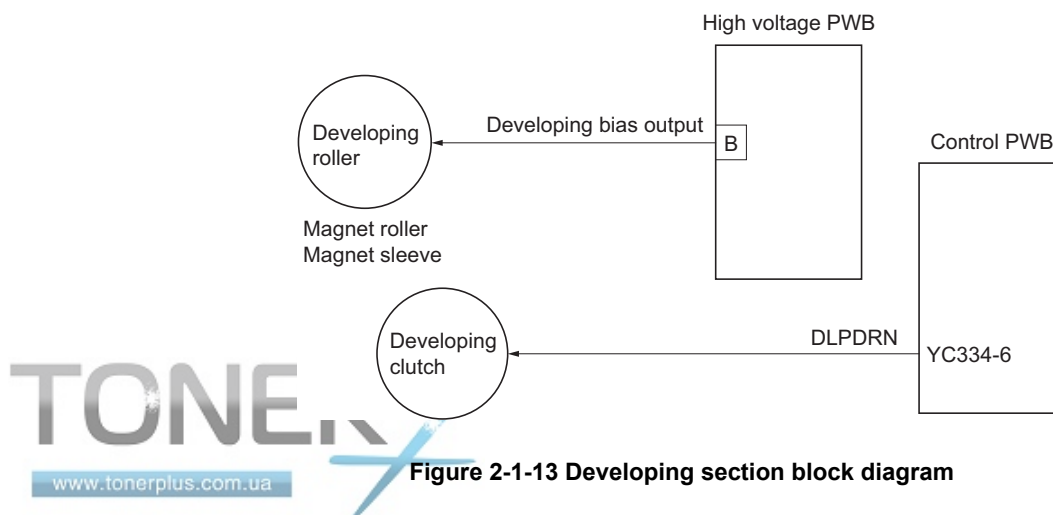 High voltage PWB
Developing
roller
Developing bias output
B
Control PWB
Magnet roller
Magnet sleeve
Developing
clutch
DLPDRN
YC334-6
TONER
www.tonerplus.com.ua
Figure 2-1-13 Developing section block diagram